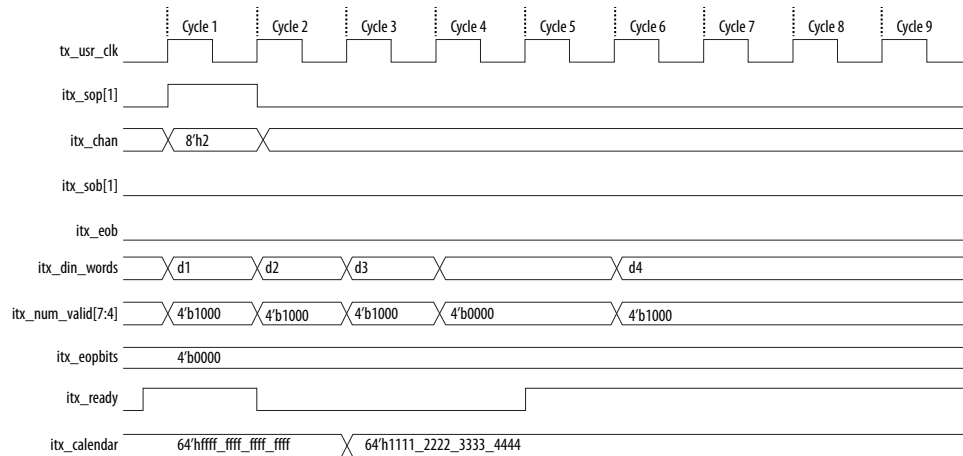 Cycle 1 Cycle 2 Cycle 3 Cycle 4 Cycle 5 Cycle 6 Cycle 7 Cycle 8 Cycle 9
tx_usr_clk
itx_sop[1]
itx_chan 8'h2
itx_sob[1]
itx_eob
itx_din_words d1 d2 d3 d4
itx_num_valid[7:4] 4'b1000 4'b1000 4'b1000 4'b0000 4'b1000
itx_eopbits 4'b0000
itx_ready
itx_calendar 64'hffff_ffff_ffff_ffff 64'h1111_2222_3333_4444